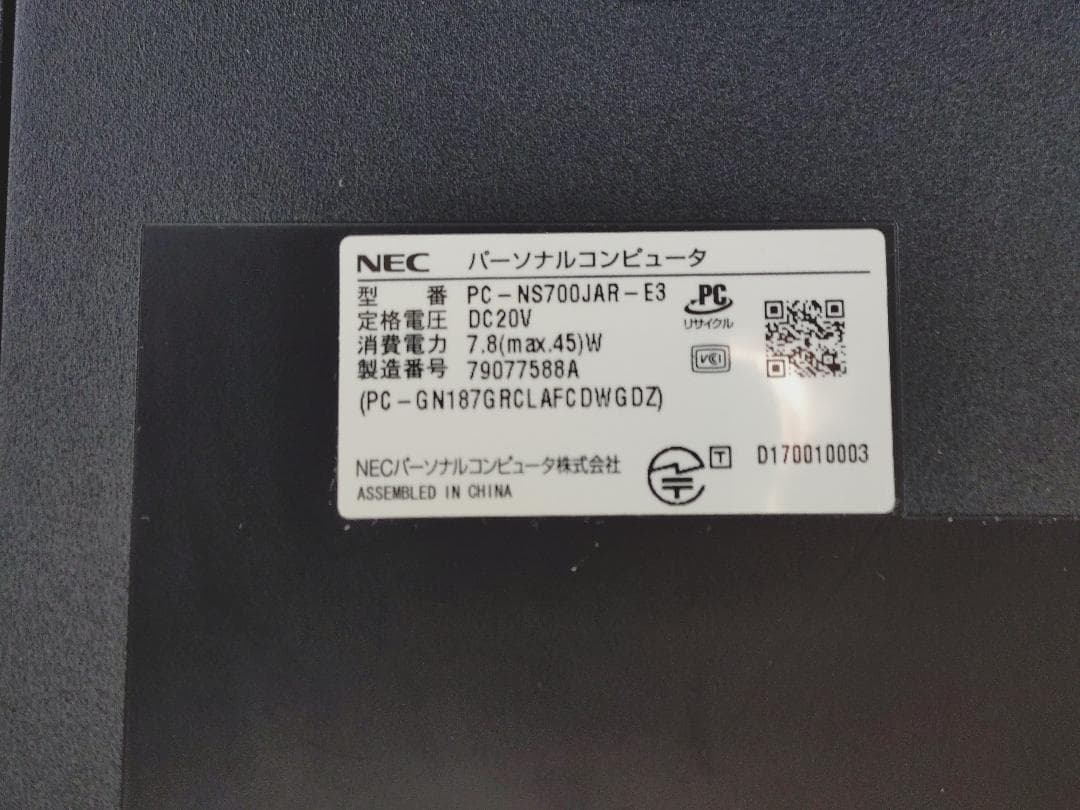 NEC パーソナルコンピュータ
型番 PC-NS700JAR-E3
定格電圧 DC20V
消費電力 7.8(max.45)W
製造番号 79077588A
(PC-GN187GRCLAFCDWGDZ)
PC
リサイクル
VCCI
NECパーソナルコンピュータ株式会社
ASSEMBLED IN CHINA
T D170010003